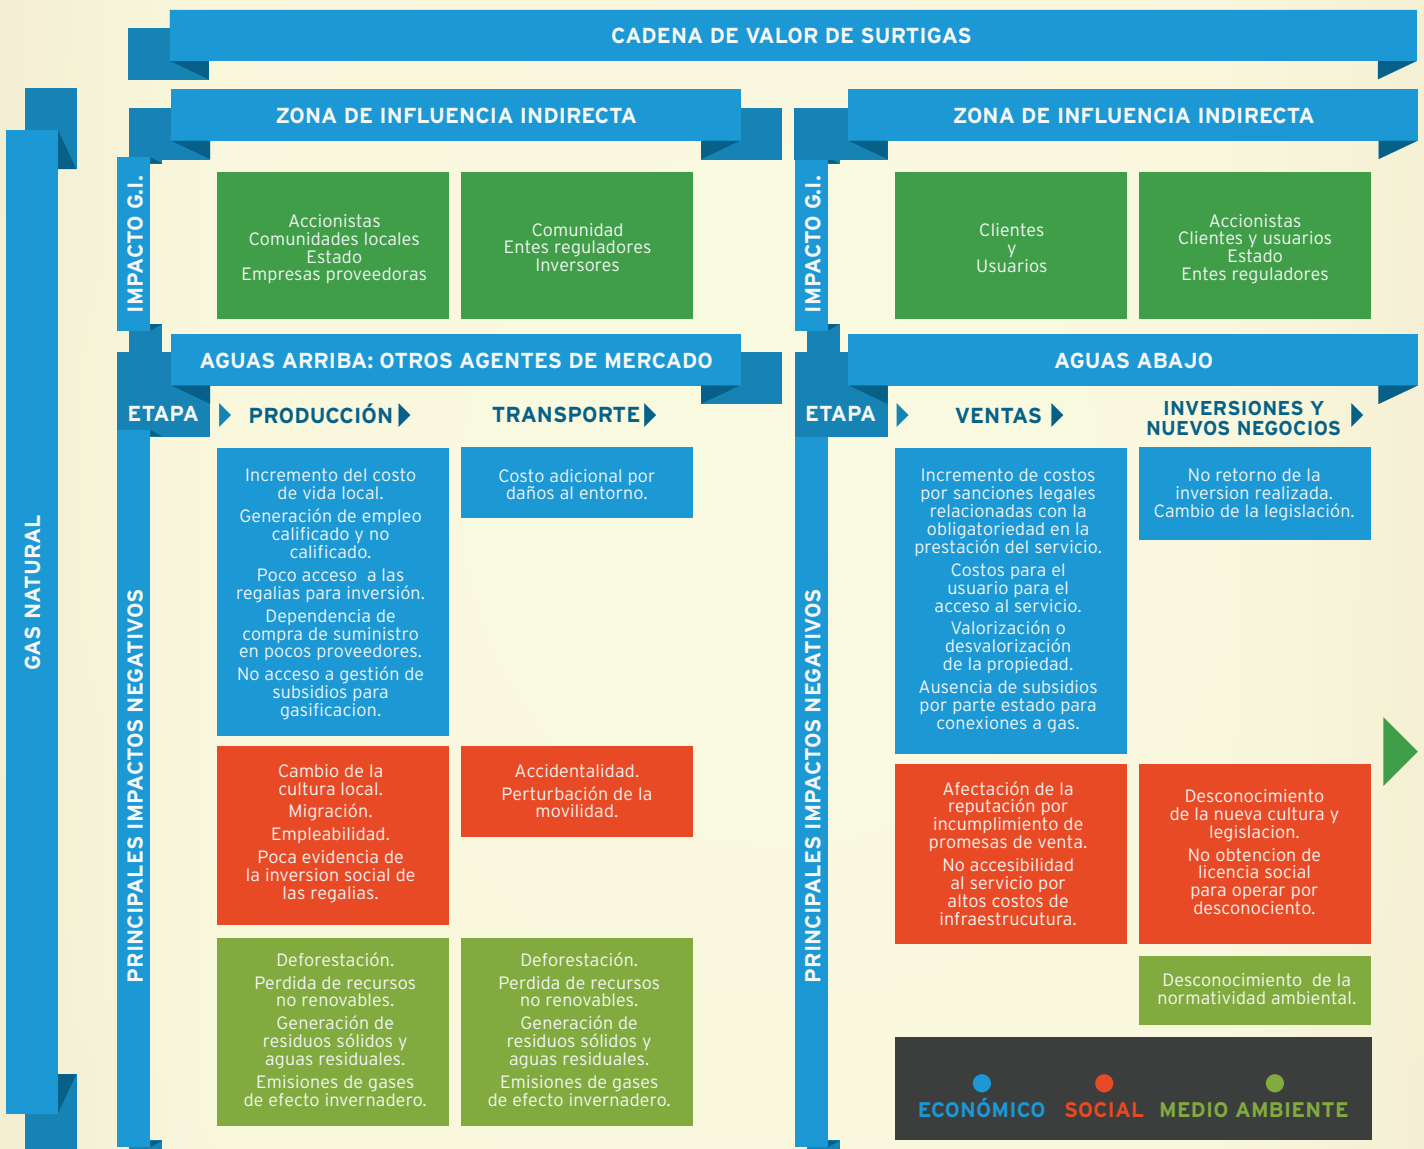 CADENA DE VALOR DE SURTIGAS
GAS NATURAL
ZONA DE INFLUENCIA INDIRECTA
IMPACTO G.I.
Accionistas
Comunidades locales
Estado
Empresas proveedoras
Comunidad
Entes reguladores
Inversores
AGUAS ARRIBA: OTROS AGENTES DE MERCADO
ETAPA
PRODUCCIÓN
TRANSPORTE
PRINCIPALES IMPACTOS NEGATIVOS
Incremento del costo
de vida local.
Generación de empleo
calificado y no
calificado.
Poco acceso a las
regalias para inversión.
Dependencia de
compra de suministro
en pocos proveedores.
No acceso a gestión de
subsidios para
gasificacion.
Costo adicional por
daños al entorno.
Cambio de la
cultura local.
Migración.
Empleabilidad.
Poca evidencia de
la inversion social de
las regalias.
Accidentalidad.
Perturbación de la
movilidad.
Deforestación.
Perdida de recursos
no renovables.
Generación de
residuos sólidos y
aguas residuales.
Emisiones de gases
de efecto invernadero.
Deforestación.
Perdida de recursos
no renovables.
Generación de
residuos sólidos y
aguas residuales.
Emisiones de gases
de efecto invernadero.
ZONA DE INFLUENCIA INDIRECTA
IMPACTO G.I.
Clientes
y
Usuarios
Accionistas
Clientes y usuarios
Estado
Entes reguladores
AGUAS ABAJO
ETAPA
VENTAS
INVERSIONES Y
NUEVOS NEGOCIOS
PRINCIPALES IMPACTOS NEGATIVOS
Incremento de costos
por sanciones legales
relacionadas con la
obligatoriedad en la
prestación del servicio.
Costos para el
usuario para el
acceso al servicio.
Valorización o
desvalorización
de la propiedad.
Ausencia de subsidios
por parte estado para
conexiones a gas.
No retorno de la
inversion realizada.
Cambio de la legislación.
Afectación de la
reputación por
incumplimiento de
promesas de venta.
No accesibilidad
al servicio por
altos costos de
infraestrucutura.
Desconocimiento
de la nueva cultura y
legislacion.
No obtencion de
licencia social
para operar por
desconociento.
Desconocimiento de la
normatividad ambiental.
ECONÓMICO SOCIAL MEDIO AMBIENTE